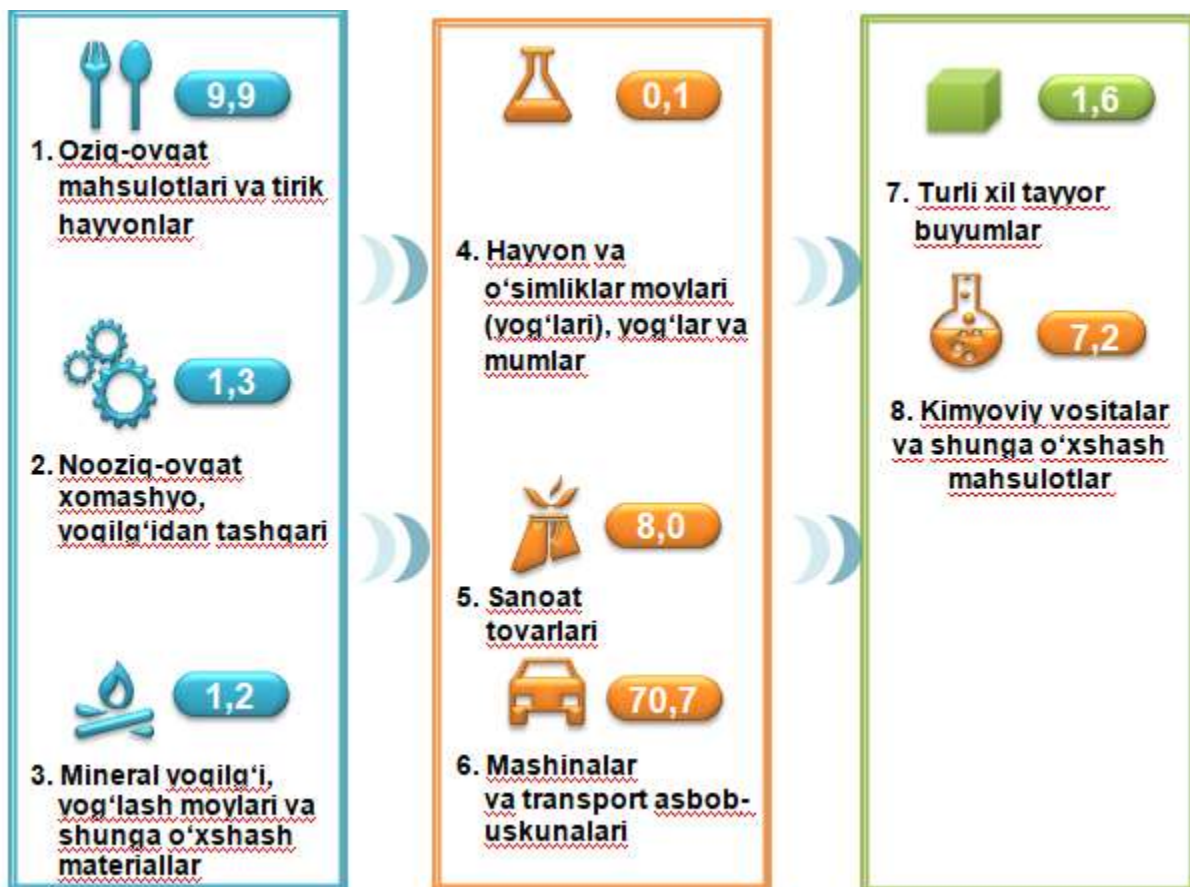 9,9
1. Oziq-ovqat
mahsulotlari va tirik
hayvonlar
1,3
2. Nooziq-ovqat
xomashyo,
yoqilg‘idan tashqari
1,2
3. Mineral yoqilg‘i,
yog‘lash moylari va
shunga o‘xshash
materiallar
0,1
4. Hayvon va
o‘simliklar moylari
(yog‘lari), yog‘lar va
mumlar
8,0
5. Sanoat
tovarlari
70,7
6. Mashinalar
va transport asbob-
uskunalari
1,6
7. Turli xil tayyor
buyumlar
7,2
8. Kimyoviy vositalar
va shunga o‘xshash
mahsulotlar